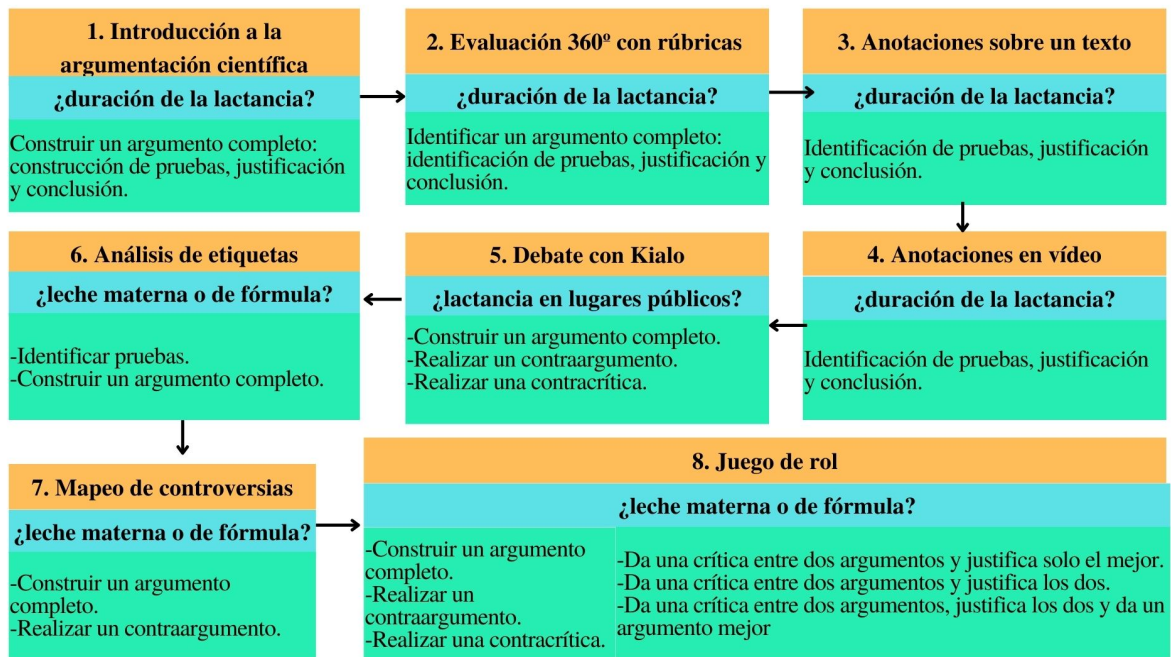 1. Introducción a la
argumentación científica
¿duración de la lactancia?
Construir un argumento completo:
construcción de pruebas, justificación
y conclusión.
2. Evaluación 360º con rúbricas
¿duración de la lactancia?
Identificar un argumento completo:
identificación de pruebas, justificación y
conclusión.
3. Anotaciones sobre un texto
¿duración de la lactancia?
Identificación de pruebas, justificación
y conclusión.
4. Anotaciones en vídeo
¿duración de la lactancia?
Identificación de pruebas, justificación
y conclusión.
5. Debate con Kialo
¿lactancia en lugares públicos?
-Construir un argumento completo.
-Realizar un contraargumento.
-Realizar una contracrítica.
6. Análisis de etiquetas
¿leche materna o de fórmula?
-Identificar pruebas.
-Construir un argumento completo.
7. Mapeo de controversias
¿leche materna o de fórmula?
-Construir un argumento
completo.
-Realizar un contraargumento.
8. Juego de rol
¿leche materna o de fórmula?
-Construir un argumento
completo.
-Realizar un
contraargumento.
-Realizar una contracrítica.
-Da una crítica entre dos argumentos y justifica solo el mejor.
-Da una crítica entre dos argumentos y justifica los dos.
-Da una crítica entre dos argumentos, justifica los dos y da un
argumento mejor